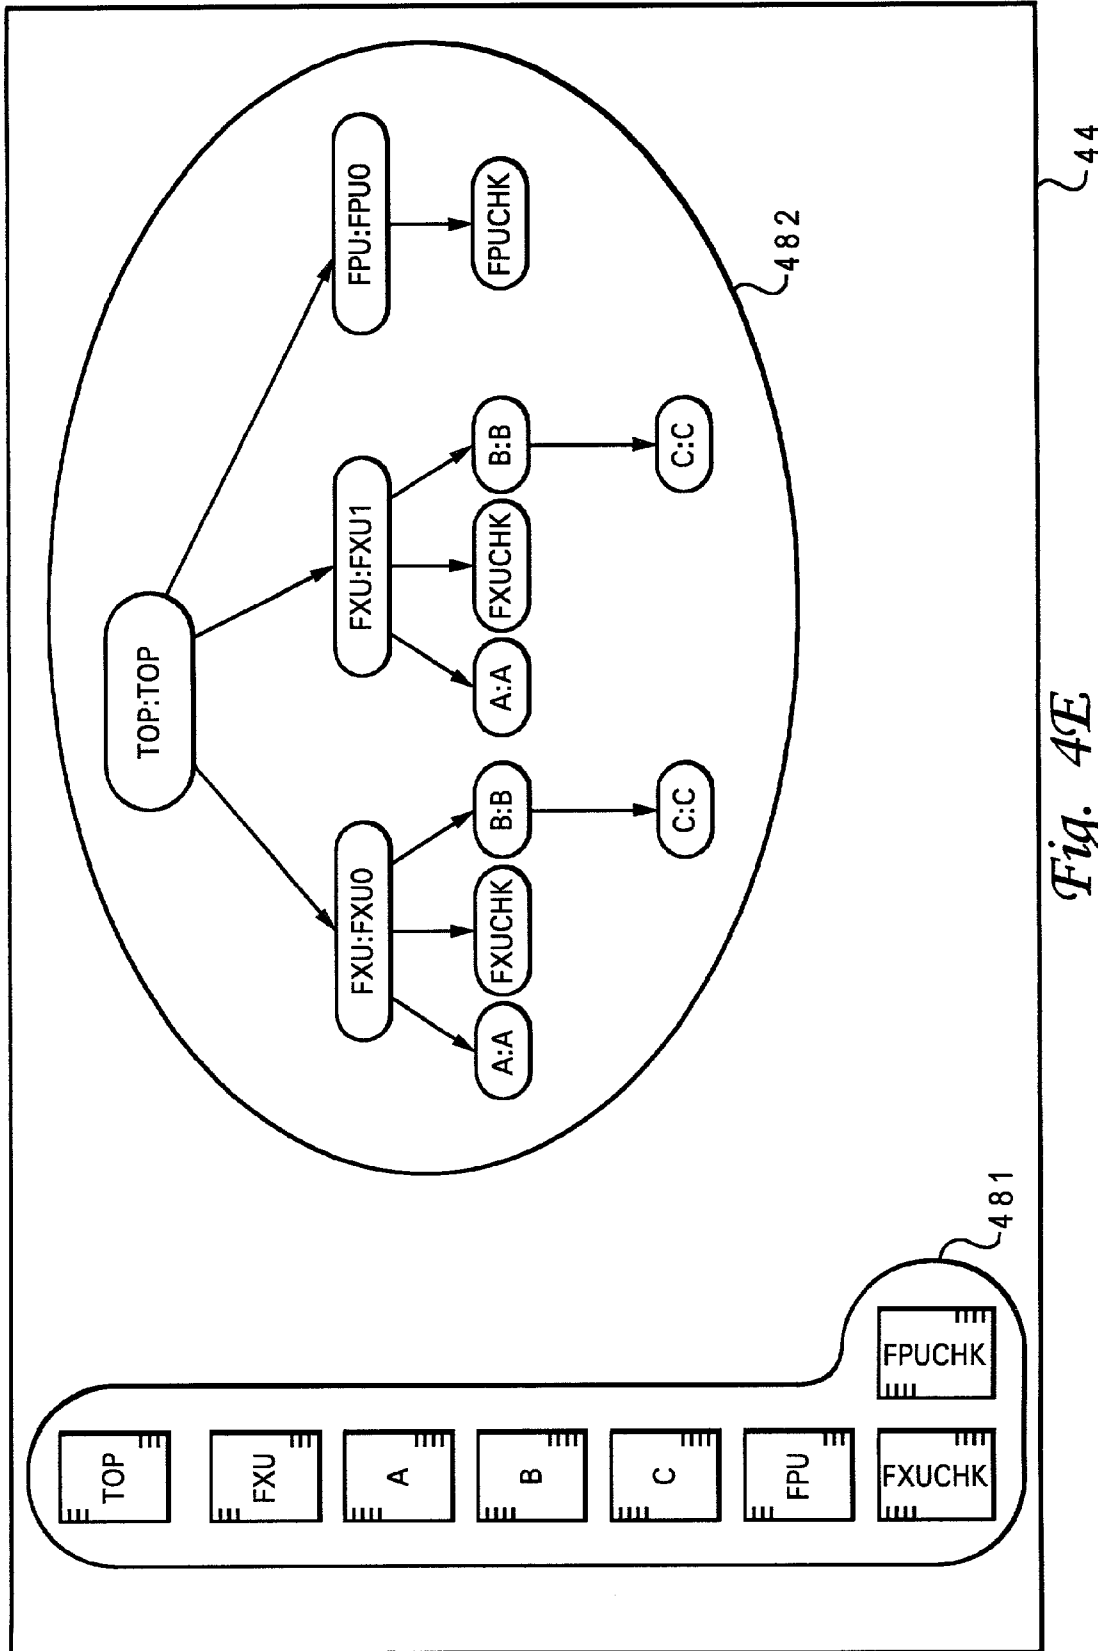 TOP
FXU
A
B
C
FPU
FXUCHK
FPUCHK
481
TOP:TOP
FXU:FXU0
FXU:FXU1
FPU:FPU0
A:A
FXUCHK
B:B
A:A
FXUCHK
B:B
FPUCHK
C:C
C:C
482
44
Fig. 4E